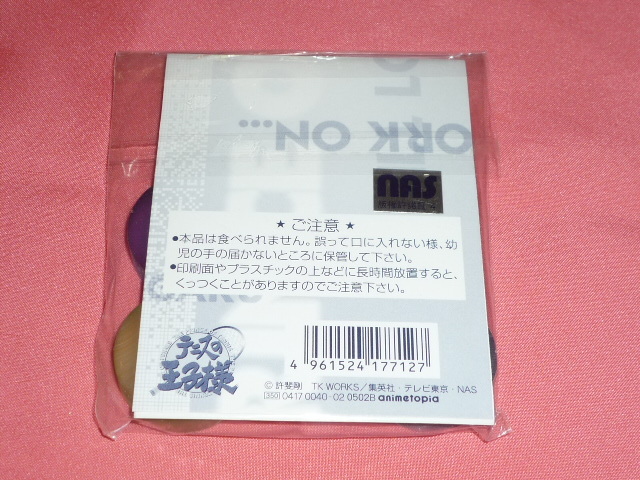 ORK ON...
nas
★ ご注意 ★
●本品は食べられません。誤って口に入れない様、幼
児の手の届かないところに保管して下さい。
●印刷面やプラスチックの上などに長時間放置すると、
くっつくことがありますのでご注意下さい。
テニスの
王子様
4 961524 177127
© 許斐剛 TK WORKS／集英社・テレビ東京・NAS
350 0417 0040-02 0502B animetopia